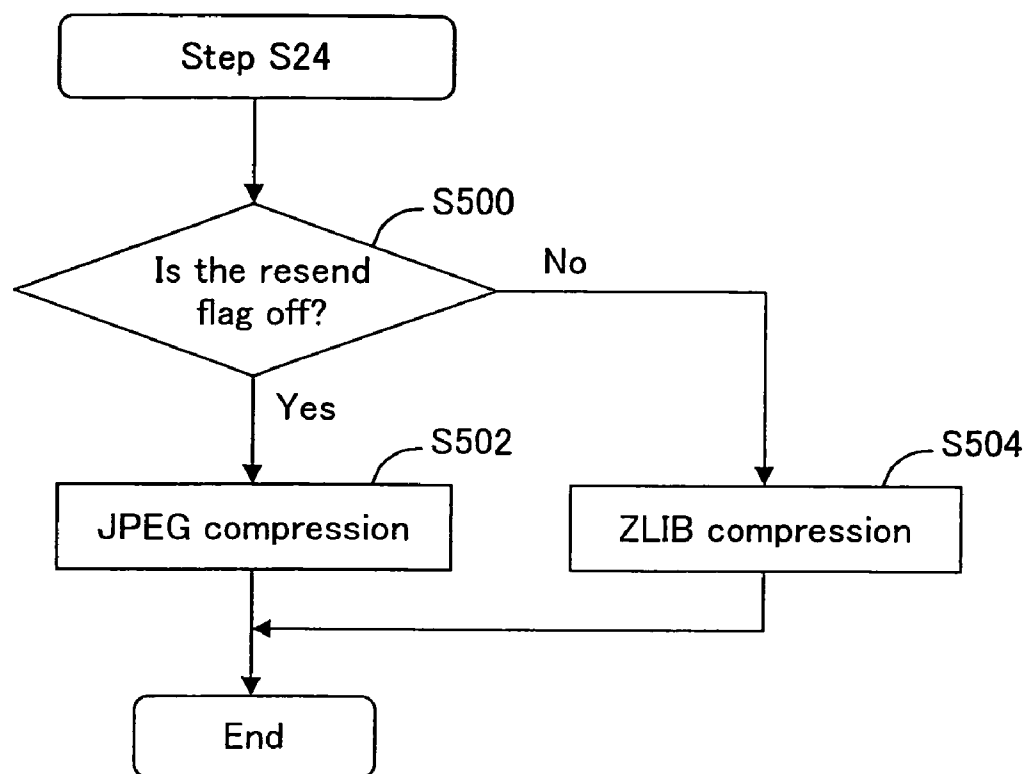 Step S24
S500
Is the resend
flag off?
No
Yes
S502
S504
JPEG compression
ZLIB compression
End